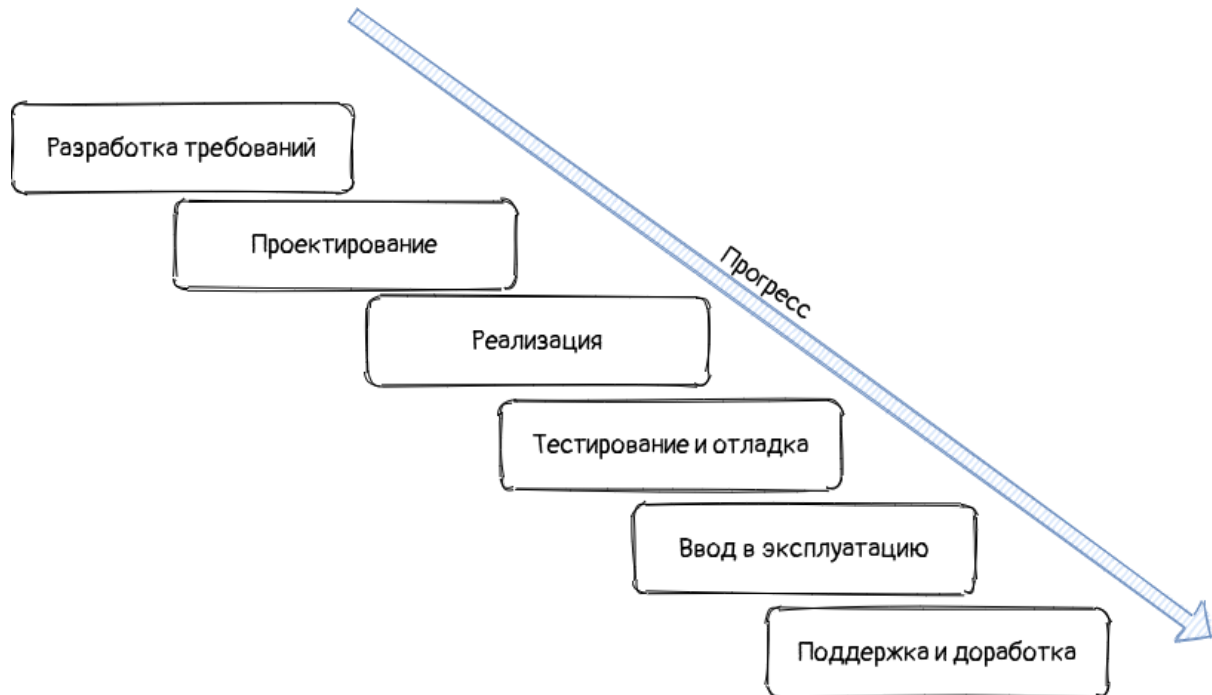 Разработка требований
Проектирование
Прогресс
Реализация
Тестирование и отладка
Ввод в эксплуатацию
Поддержка и доработка